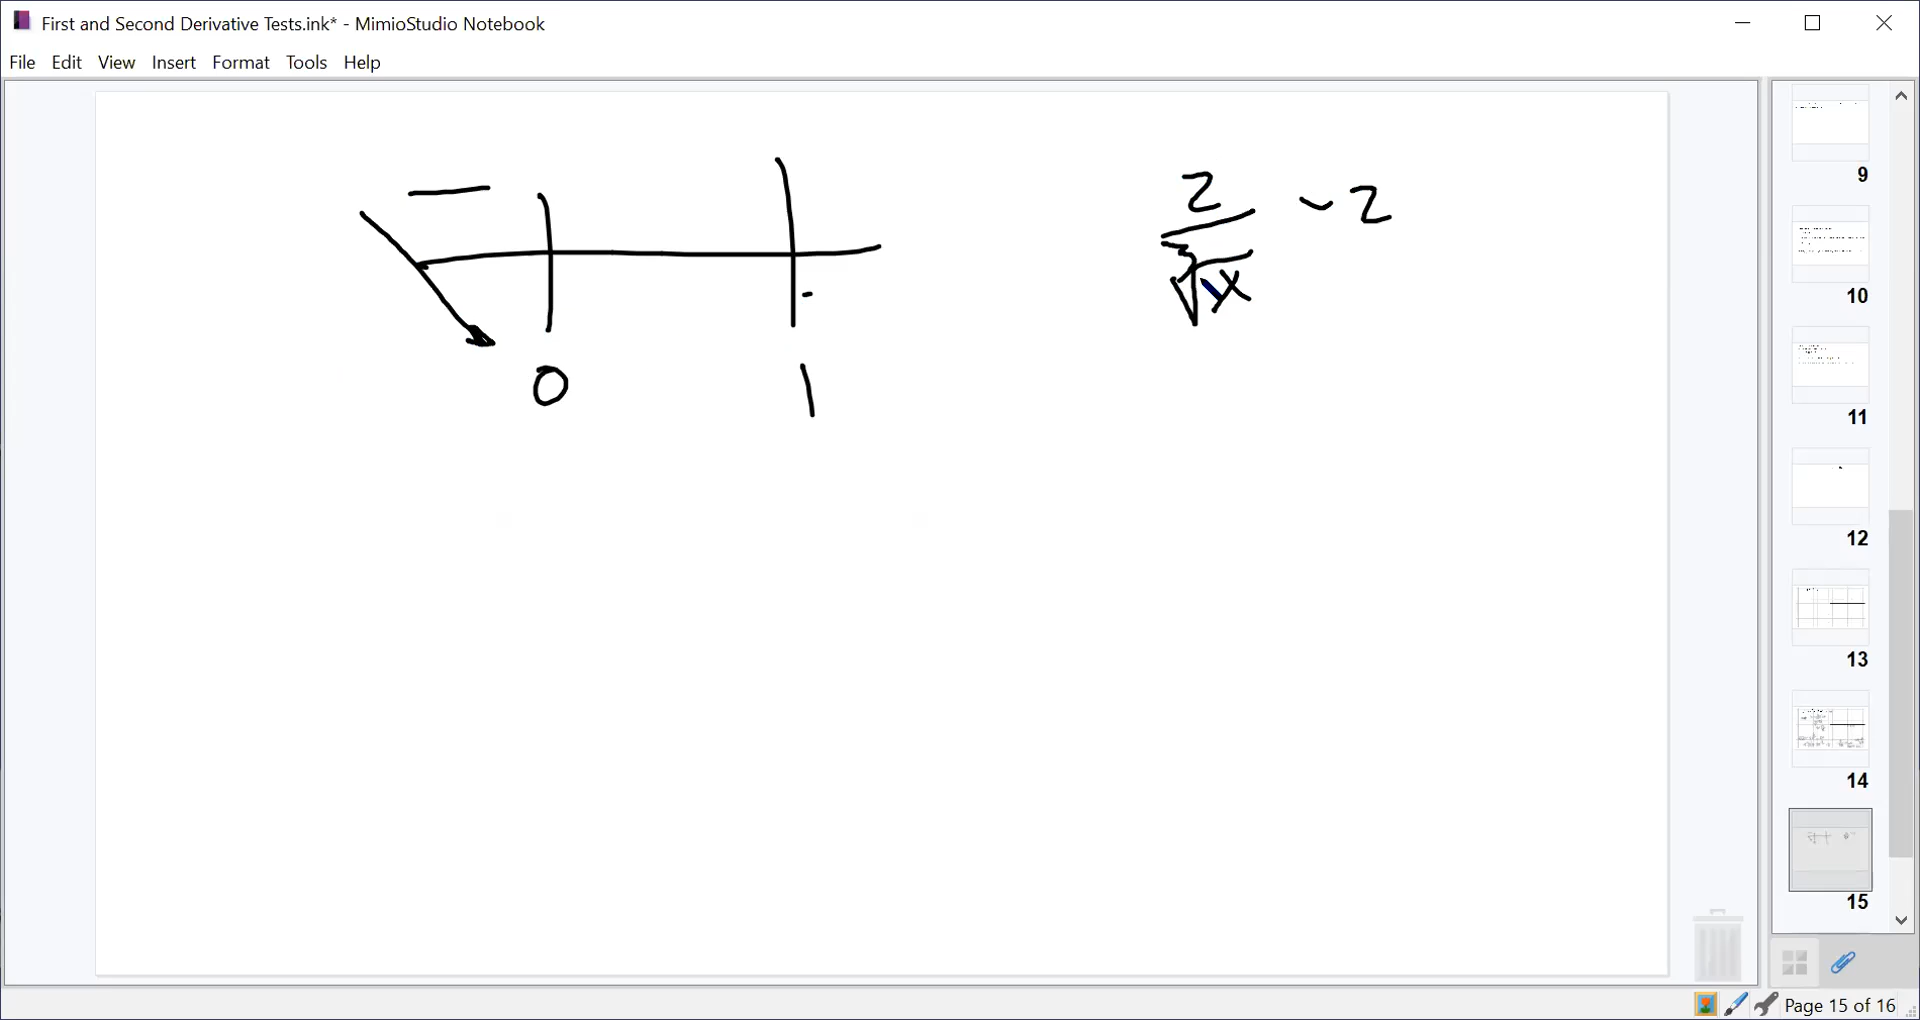 First and Second Derivative Tests.ink* - MimioStudio Notebook
File Edit View Insert Format Tools Help
—
0 1
2/∛x - 2
9
10
11
12
13
14
15
Page 15 of 16